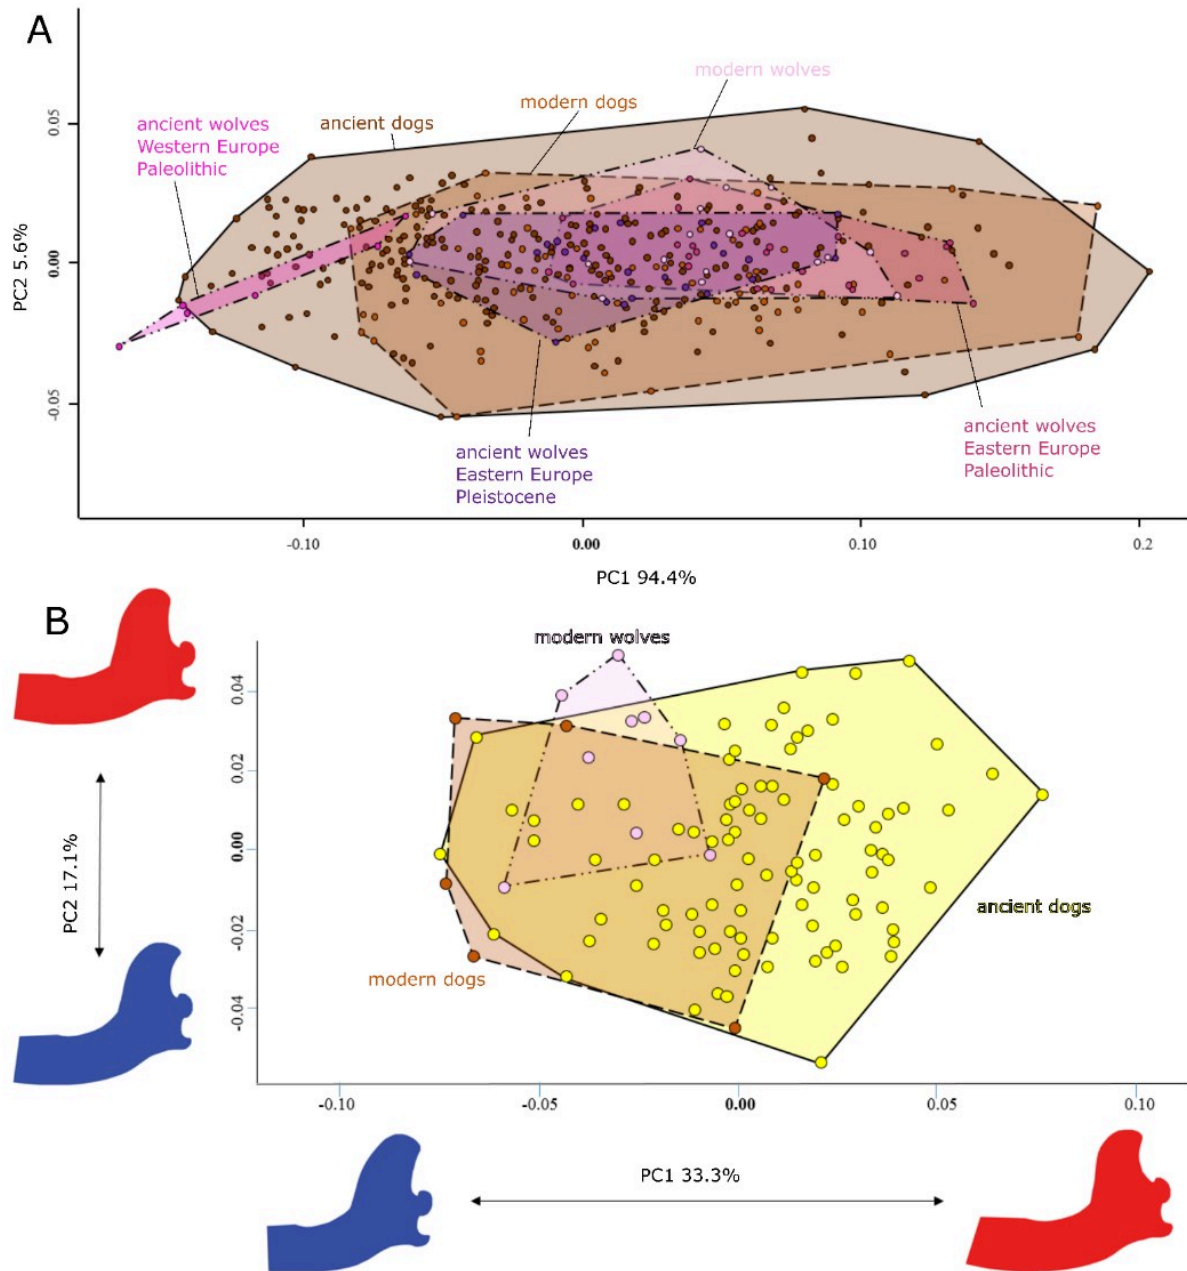 A
modern wolves
modern dogs
ancient wolves
Western Europe
Paleolithic
ancient dogs
0.05
0.00
-0.05
PC2 5.6%
ancient wolves
Eastern Europe
Pleistocene
ancient wolves
Eastern Europe
Paleolithic
-0.10
0.00
0.10
0.2
PC1 94.4%
B
modern wolves
0.04
0.02
0.00
-0.02
-0.04
PC2 17.1%
ancient dogs
modern dogs
-0.10
-0.05
0.00
0.05
0.10
PC1 33.3%